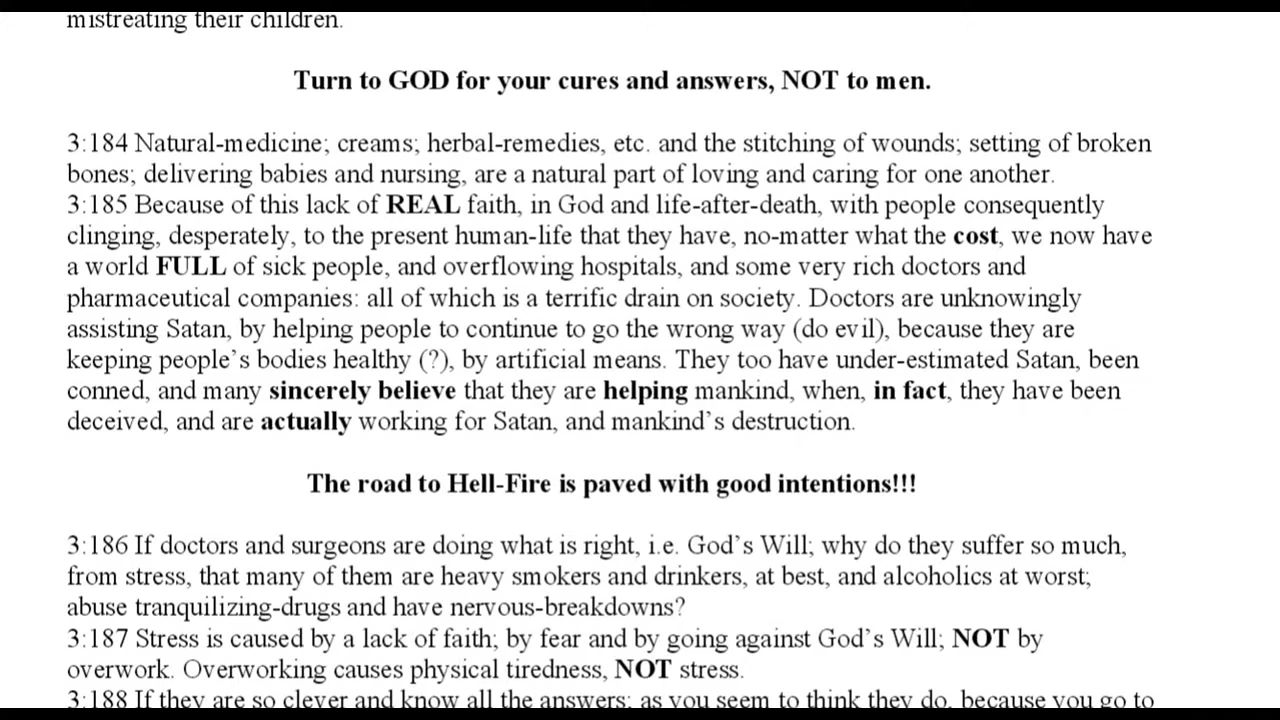 mistreating their children.
Turn to GOD for your cures and answers, NOT to men.
3:184 Natural-medicine; creams; herbal-remedies, etc. and the stitching of wounds; setting of broken
bones; delivering babies and nursing, are a natural part of loving and caring for one another.
3:185 Because of this lack of REAL faith, in God and life-after-death, with people consequently
clinging, desperately, to the present human-life that they have, no-matter what the cost, we now have
a world FULL of sick people, and overflowing hospitals, and some very rich doctors and
pharmaceutical companies: all of which is a terrific drain on society. Doctors are unknowingly
assisting Satan, by helping people to continue to go the wrong way (do evil), because they are
keeping people's bodies healthy (?), by artificial means. They too have under-estimated Satan, been
conned, and many sincerely believe that they are helping mankind, when, in fact, they have been
deceived, and are actually working for Satan, and mankind's destruction.
The road to Hell-Fire is paved with good intentions!!!
3:186 If doctors and surgeons are doing what is right, i.e. God's Will; why do they suffer so much,
from stress, that many of them are heavy smokers and drinkers, at best, and alcoholics at worst;
abuse tranquilizing-drugs and have nervous-breakdowns?
3:187 Stress is caused by a lack of faith; by fear and by going against God's Will; NOT by
overwork. Overworking causes physical tiredness, NOT stress.
3:188 If they are so clever and know all the answers; as you seem to think they do, because you go to